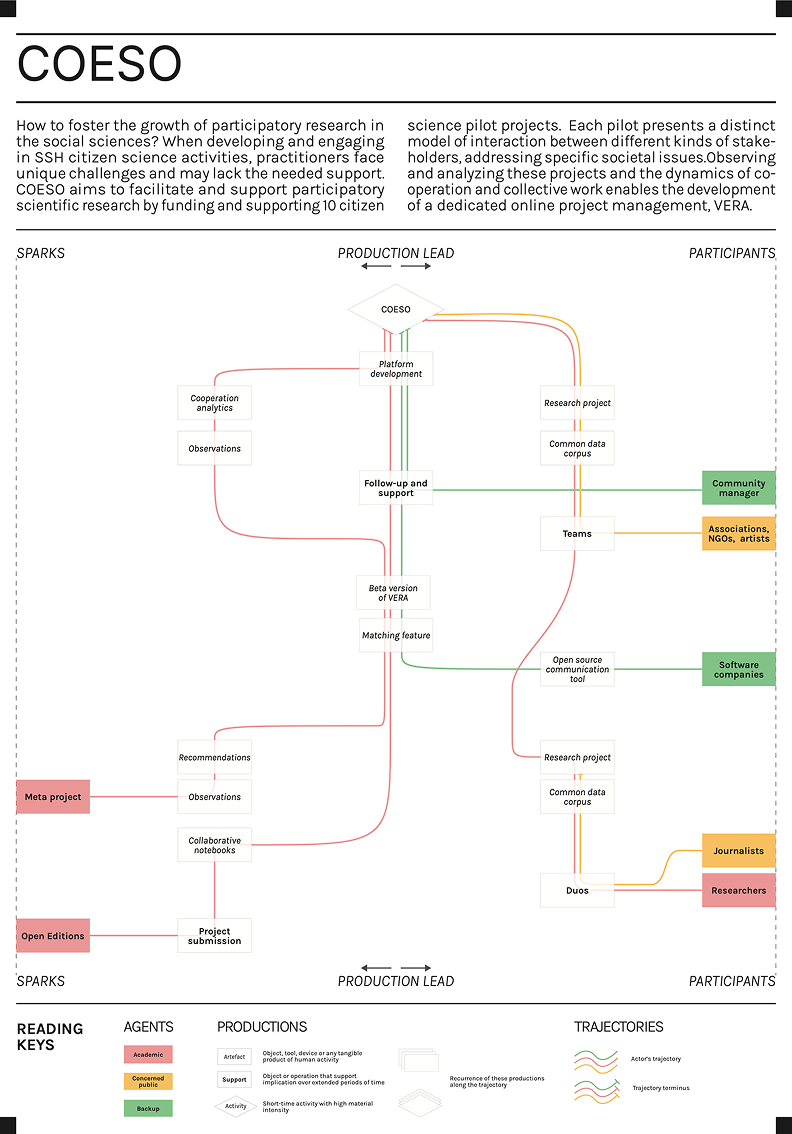 COESO
How to foster the growth of participatory research in
the social sciences? When developing and engaging
in SSH citizen science activities, practitioners face
unique challenges and may lack the needed support.
COESO aims to facilitate and support participatory
scientific research by funding and supporting 10 citizen
science pilot projects.  Each pilot presents a distinct
model of interaction between different kinds of stake-
holders, addressing specific societal issues.Observing
and analyzing these projects and the dynamics of co-
operation and collective work enables the development
of a dedicated online project management, VERA.
SPARKS
PRODUCTION LEAD
PARTICIPANTS
COESO
Platform
development
Cooperation
analytics
Research project
Observations
Common data
corpus
Follow-up and
support
Community
manager
Teams
Associations,
NGOs, artists
Beta version
of VERA
Matching feature
Open source
communication
tool
Software
companies
Recommendations
Research project
Meta project
Observations
Common data
corpus
Collaborative
notebooks
Journalists
Duos
Researchers
Open Editions
Project
submission
SPARKS
PRODUCTION LEAD
PARTICIPANTS
READING
KEYS
AGENTS
Academic
Concerned
public
Backup
PRODUCTIONS
Artefact
Object, tool, device or any tangible
product of human activity
Support
Object or operation that support
implication over extended periods of time
Activity
Short-time activity with high material
intensity
Recurrence of these productions
along the trajectory
TRAJECTORIES
Actor's trajectory
Trajectory terminus